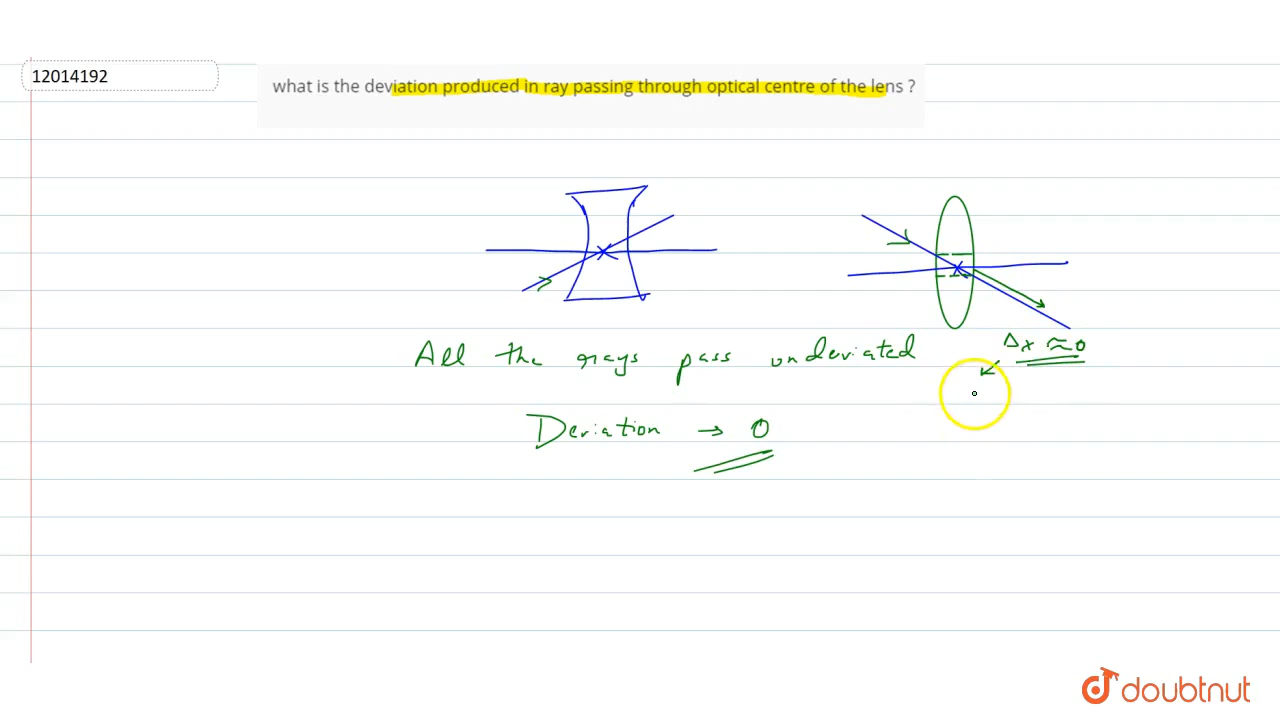 12014192
what is the deviation produced in ray passing through optical centre of the lens ?
All the rays pass undeviated
Δx ≈ 0
Deviation → 0
doubtnut